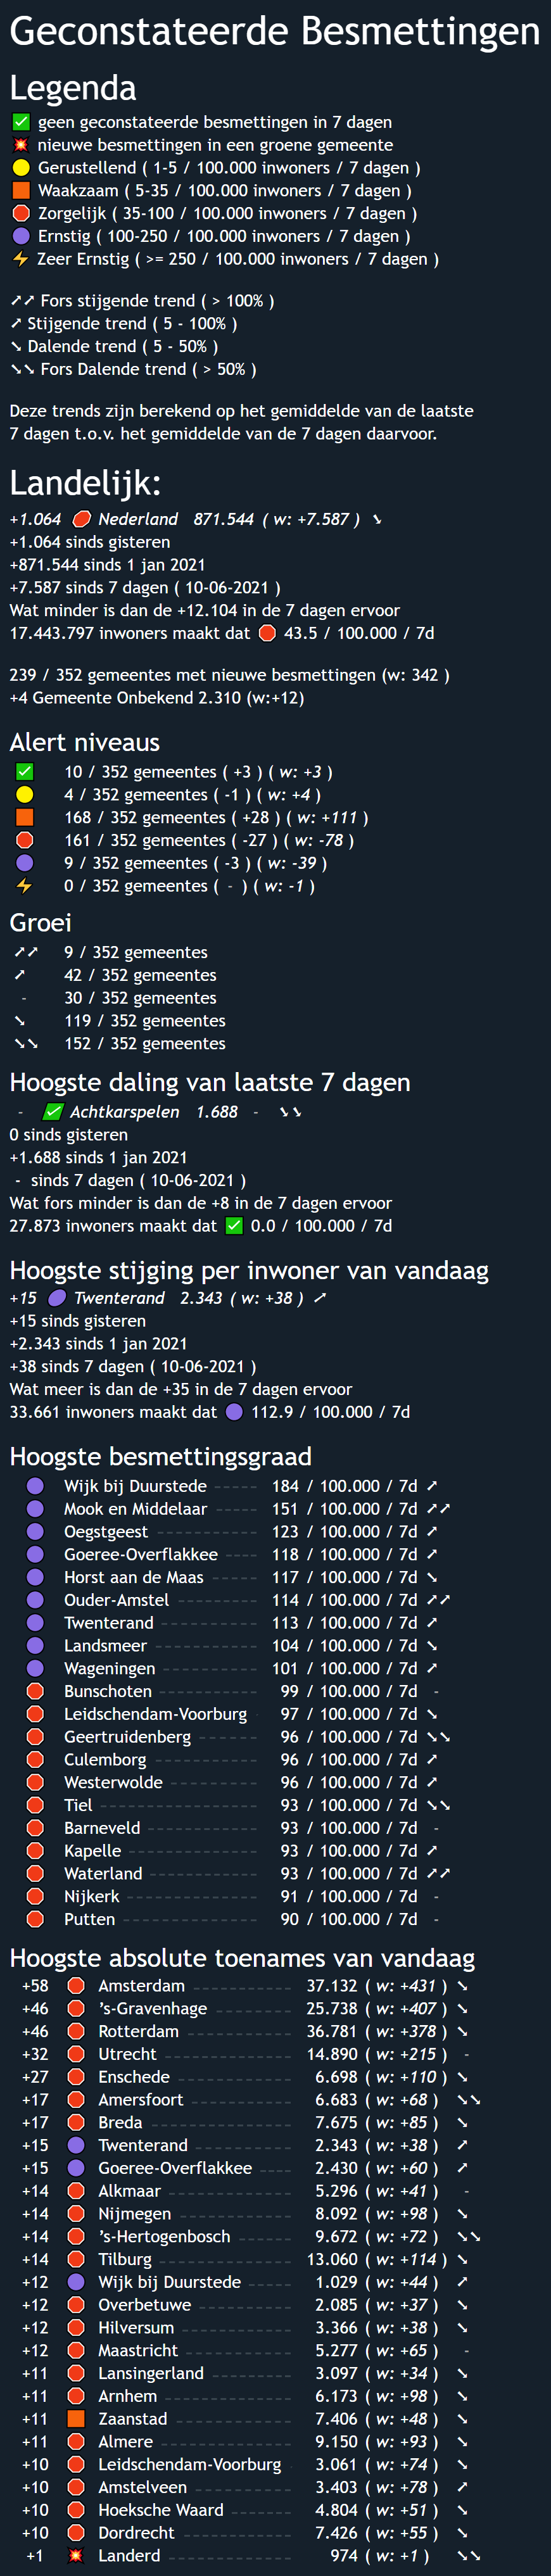 Geconstateerde Besmettingen
Legenda
✅ geen geconstateerde besmettingen in 7 dagen
💥 nieuwe besmettingen in een groene gemeente
🟡 Gerustellend ( 1-5 / 100.000 inwoners / 7 dagen )
🟧 Waakzaam ( 5-35 / 100.000 inwoners / 7 dagen )
🛑 Zorgelijk ( 35-100 / 100.000 inwoners / 7 dagen )
🟣 Ernstig ( 100-250 / 100.000 inwoners / 7 dagen )
⚡ Zeer Ernstig ( >= 250 / 100.000 inwoners / 7 dagen )
➚➚ Fors stijgende trend ( > 100% )
➚ Stijgende trend ( 5 - 100% )
➘ Dalende trend ( 5 - 50% )
➘➘ Fors Dalende trend ( > 50% )
Deze trends zijn berekend op het gemiddelde van de laatste
7 dagen t.o.v. het gemiddelde van de 7 dagen daarvoor.
Landelijk:
+1.064 🛑 Nederland 871.544 ( w: +7.587 ) ➘
+1.064 sinds gisteren
+871.544 sinds 1 jan 2021
+7.587 sinds 7 dagen ( 10-06-2021 )
Wat minder is dan de +12.104 in de 7 dagen ervoor
17.443.797 inwoners maakt dat 🛑 43.5 / 100.000 / 7d
239 / 352 gemeentes met nieuwe besmettingen (w: 342 )
+4 Gemeente Onbekend 2.310 (w:+12)
Alert niveaus
✅ 10 / 352 gemeentes ( +3 ) ( w: +3 )
🟡 4 / 352 gemeentes ( -1 ) ( w: +4 )
🟧 168 / 352 gemeentes ( +28 ) ( w: +111 )
🛑 161 / 352 gemeentes ( -27 ) ( w: -78 )
🟣 9 / 352 gemeentes ( -3 ) ( w: -39 )
⚡ 0 / 352 gemeentes ( - ) ( w: -1 )
Groei
➚➚ 9 / 352 gemeentes
➚ 42 / 352 gemeentes
- 30 / 352 gemeentes
➘ 119 / 352 gemeentes
➘➘ 152 / 352 gemeentes
Hoogste daling van laatste 7 dagen
- ✅ Achtkarspelen 1.688 - ➘➘
0 sinds gisteren
+1.688 sinds 1 jan 2021
- sinds 7 dagen ( 10-06-2021 )
Wat fors minder is dan de +8 in de 7 dagen ervoor
27.873 inwoners maakt dat ✅ 0.0 / 100.000 / 7d
Hoogste stijging per inwoner van vandaag
+15 🟣 Twenterand 2.343 ( w: +38 ) ➚
+15 sinds gisteren
+2.343 sinds 1 jan 2021
+38 sinds 7 dagen ( 10-06-2021 )
Wat meer is dan de +35 in de 7 dagen ervoor
33.661 inwoners maakt dat 🟣 112.9 / 100.000 / 7d
Hoogste besmettingsgraad
🟣 Wijk bij Duurstede ----- 184 / 100.000 / 7d ➚
🟣 Mook en Middelaar ----- 151 / 100.000 / 7d ➚➚
🟣 Oegstgeest ----------- 123 / 100.000 / 7d ➚
🟣 Goeree-Overflakkee ---- 118 / 100.000 / 7d ➚
🟣 Horst aan de Maas ------ 117 / 100.000 / 7d ➘
🟣 Ouder-Amstel ---------- 114 / 100.000 / 7d ➚➚
🟣 Twenterand ----------- 113 / 100.000 / 7d ➚
🟣 Landsmeer ------------ 104 / 100.000 / 7d ➘
🟣 Wageningen ----------- 101 / 100.000 / 7d ➚
🛑 Bunschoten ----------- 99 / 100.000 / 7d -
🛑 Leidschendam-Voorburg 97 / 100.000 / 7d ➘
🛑 Geertruidenberg ------- 96 / 100.000 / 7d ➘➘
🛑 Culemborg ------------ 96 / 100.000 / 7d ➚
🛑 Westerwolde ---------- 96 / 100.000 / 7d ➚
🛑 Tiel ------------------ 93 / 100.000 / 7d ➘➘
🛑 Barneveld ------------- 93 / 100.000 / 7d -
🛑 Kapelle --------------- 93 / 100.000 / 7d ➚
🛑 Waterland ------------ 93 / 100.000 / 7d ➚➚
🛑 Nijkerk --------------- 91 / 100.000 / 7d -
🛑 Putten --------------- 90 / 100.000 / 7d -
Hoogste absolute toenames van vandaag
+58 🛑 Amsterdam ----------- 37.132 ( w: +431 ) ➘
+46 🛑 's-Gravenhage --------- 25.738 ( w: +407 ) ➘
+46 🛑 Rotterdam ------------ 36.781 ( w: +378 ) ➘
+32 🛑 Utrecht -------------- 14.890 ( w: +215 ) -
+27 🛑 Enschede ------------- 6.698 ( w: +110 ) ➘
+17 🛑 Amersfoort ----------- 6.683 ( w: +68 ) ➘➘
+17 🛑 Breda ---------------- 7.675 ( w: +85 ) ➘
+15 🟣 Twenterand ----------- 2.343 ( w: +38 ) ➚
+15 🟣 Goeree-Overflakkee ---- 2.430 ( w: +60 ) ➚
+14 🛑 Alkmaar -------------- 5.296 ( w: +41 ) -
+14 🛑 Nijmegen ------------- 8.092 ( w: +98 ) ➘
+14 🛑 's-Hertogenbosch ------ 9.672 ( w: +72 ) ➘➘
+14 🛑 Tilburg --------------- 13.060 ( w: +114 ) ➘
+12 🟣 Wijk bij Duurstede ----- 1.029 ( w: +44 ) ➚
+12 🛑 Overbetuwe ----------- 2.085 ( w: +37 ) ➘
+12 🛑 Hilversum ------------ 3.366 ( w: +38 ) ➘
+12 🛑 Maastricht ------------ 5.277 ( w: +65 ) -
+11 🛑 Lansingerland --------- 3.097 ( w: +34 ) ➘
+11 🛑 Arnhem -------------- 6.173 ( w: +98 ) ➘
+11 🟧 Zaanstad ------------- 7.406 ( w: +48 ) ➘
+11 🛑 Almere --------------- 9.150 ( w: +93 ) ➘
+10 🛑 Leidschendam-Voorburg 3.061 ( w: +74 ) ➘
+10 🛑 Amstelveen ----------- 3.403 ( w: +78 ) ➚
+10 🛑 Hoeksche Waard ------- 4.804 ( w: +51 ) ➘
+10 🛑 Dordrecht ------------ 7.426 ( w: +55 ) ➘
+1 💥 Landerd -------------- 974 ( w: +1 ) ➘➘